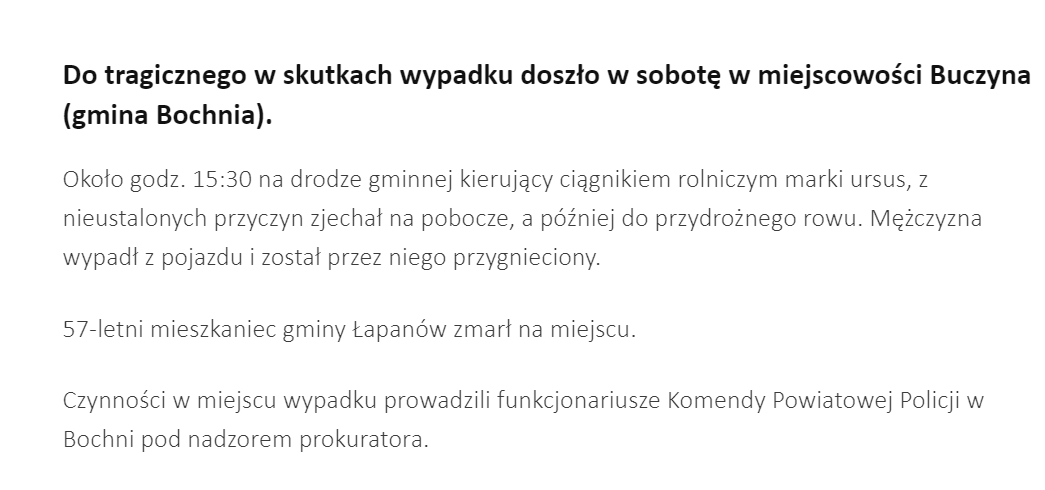 Do tragicznego w skutkach wypadku doszło w sobotę w miejscowości Buczyna
(gmina Bochnia).
Około godz. 15:30 na drodze gminnej kierujący ciągnikiem rolniczym marki ursus, z
nieustalonych przyczyn zjechał na pobocze, a później do przydrożnego rowu. Mężczyzna
wypadł z pojazdu i został przez niego przygnieciony.
57-letni mieszkaniec gminy Łapanów zmarł na miejscu.
Czynności w miejscu wypadku prowadzili funkcjonariusze Komendy Powiatowej Policji w
Bochni pod nadzorem prokuratora.